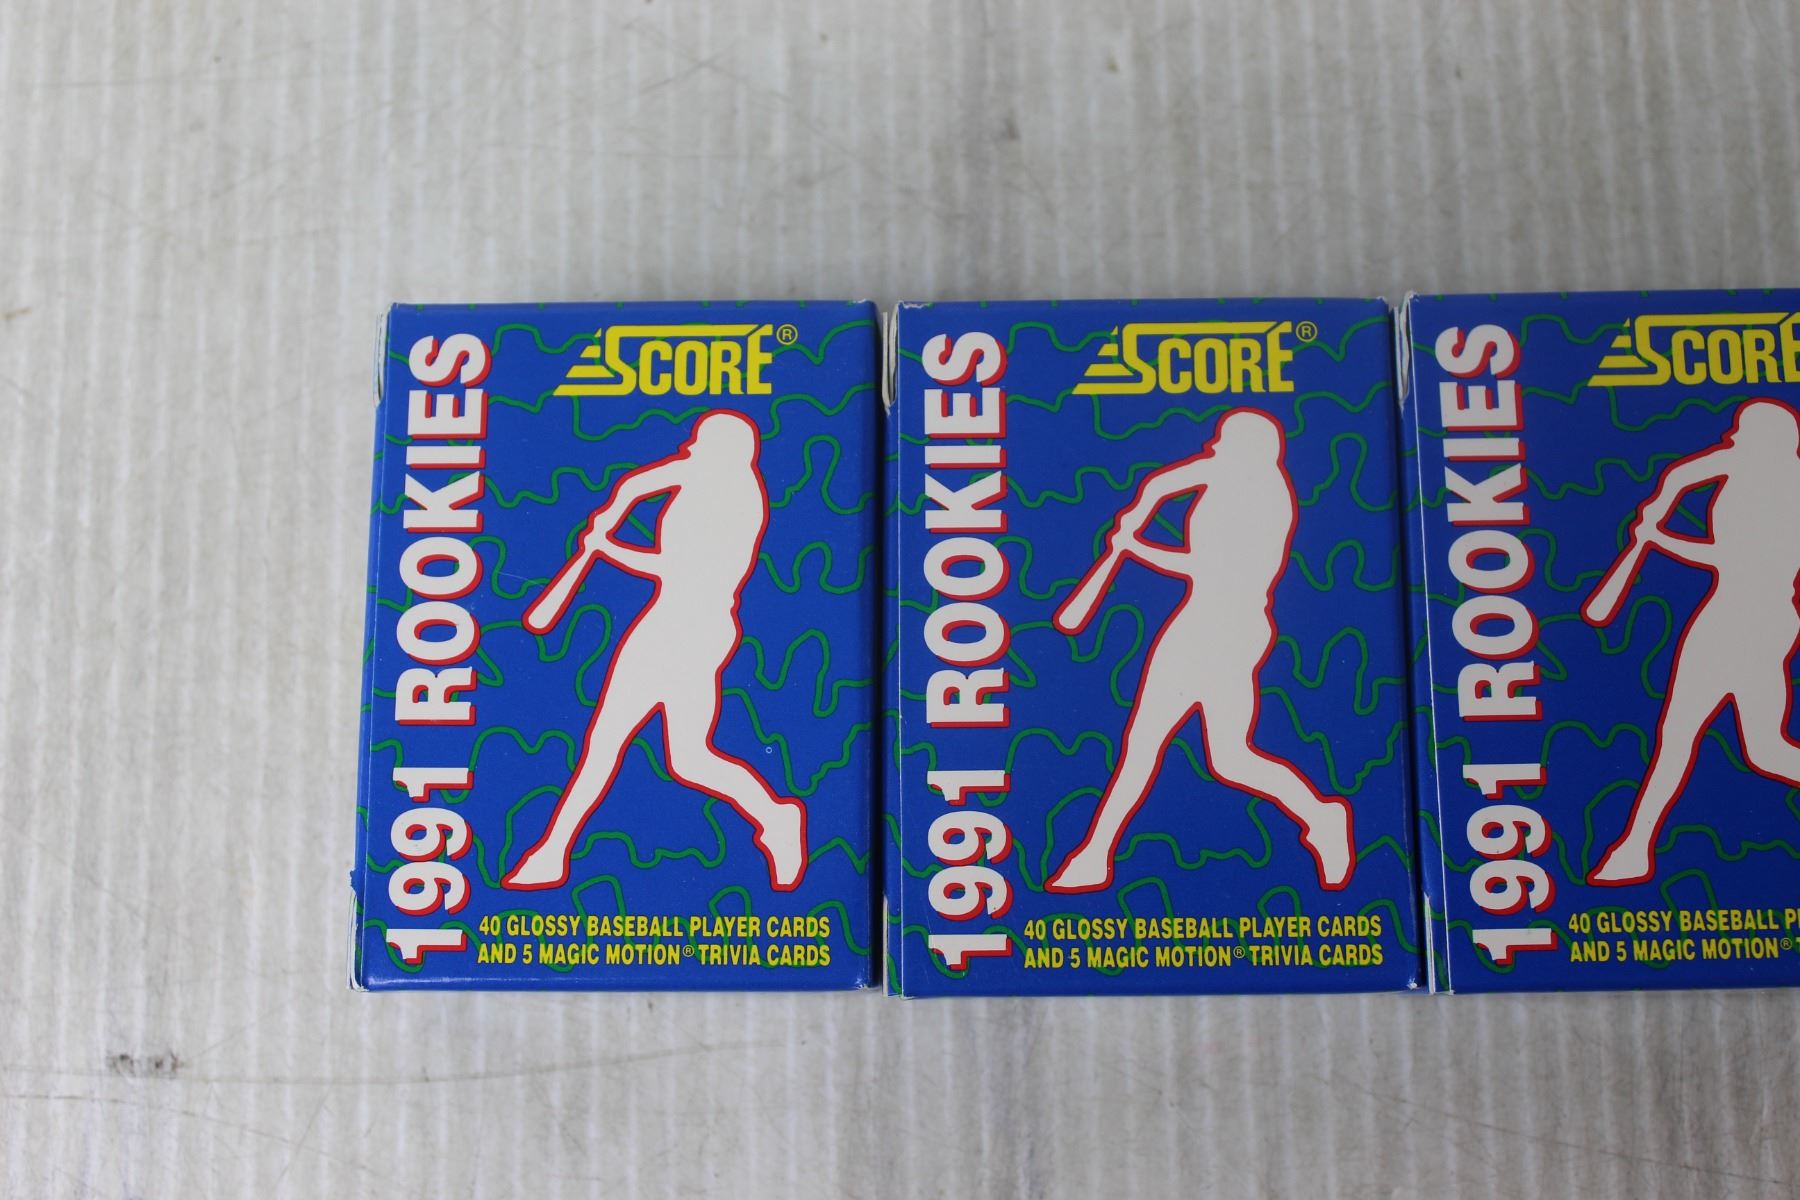 SCORE®
1991 ROOKIES
40 GLOSSY BASEBALL PLAYER CARDS
AND 5 MAGIC MOTION® TRIVIA CARDS
SCORE®
1991 ROOKIES
40 GLOSSY BASEBALL PLAYER CARDS
AND 5 MAGIC MOTION® TRIVIA CARDS
SCORE
1991 ROOKIES
40 GLOSSY BASEBALL
AND 5 MAGIC MOTION®